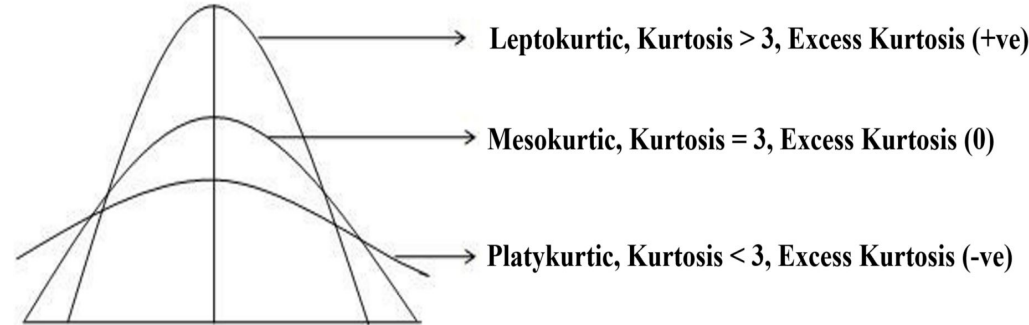 Leptokurtic, Kurtosis > 3, Excess Kurtosis (+ve)
Mesokurtic, Kurtosis = 3, Excess Kurtosis (0)
Platykurtic, Kurtosis < 3, Excess Kurtosis (-ve)